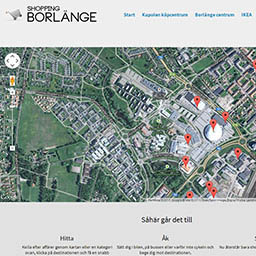 SHOPPING
BORLÄNGE
Start Kupolen köpcentrum Borlänge centrum IKEA
Google
Såhär går det till
Hitta Åk
Kolla efter affärer genom kartan eller en kategori
ovan, klicka på destinationen och få en snabb
Sätt dig i bilen, på bussen eller varför inte cykeln och
bege dig mot destinationen.
Nu återstår bara